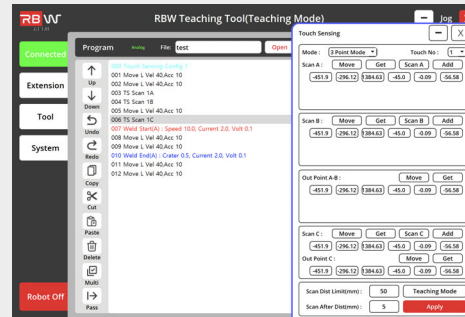 RBW
RBW Teaching Tool(Teaching Mode)
Jog
Connected
Extension
Tool
System
Robot Off
Program
Analog
File:
test
Open
Up
Down
Undo
Redo
Copy
Cut
Paste
Delete
Multi
Pass
000 Touch Sensing Config 1
001 Move L Vel 40,Acc 10
002 Move L Vel 40,Acc 10
003 TS Scan 1A
004 TS Scan 1B
005 Move L Vel 40,Acc 10
006 TS Scan 1C
007 Weld Start(A) : Speed 10.0, Current 2.0, Volt 0.1
008 Move L Vel 40,Acc 10
009 Move L Vel 40,Acc 10
010 Weld End(A) : Crater 0.5, Current 2.0, Volt 0.1
011 Move L Vel 40,Acc 10
012 Move L Vel 40,Acc 10
Touch Sensing
X
Mode : 3 Point Mode Touch No : 1
Scan A : Move Get Scan A Add
-451.9 -296.12 1384.63 -45.0 -0.09 -56.58
Scan B : Move Get Scan B Add
-451.9 -296.12 1384.63 -45.0 -0.09 -56.58
Out Point A-B : Move Get
-451.9 -296.12 1384.63 -45.0 -0.09 -56.58
Scan C : Move Get Scan C Add
-451.9 -296.12 1384.63 -45.0 -0.09 -56.58
Out Point C : Move Get
-451.9 -296.12 1384.63 -45.0 -0.09 -56.58
Scan Dist Limit(mm) : 50 Teaching Mode
Scan After Dist(mm) : 5 Apply